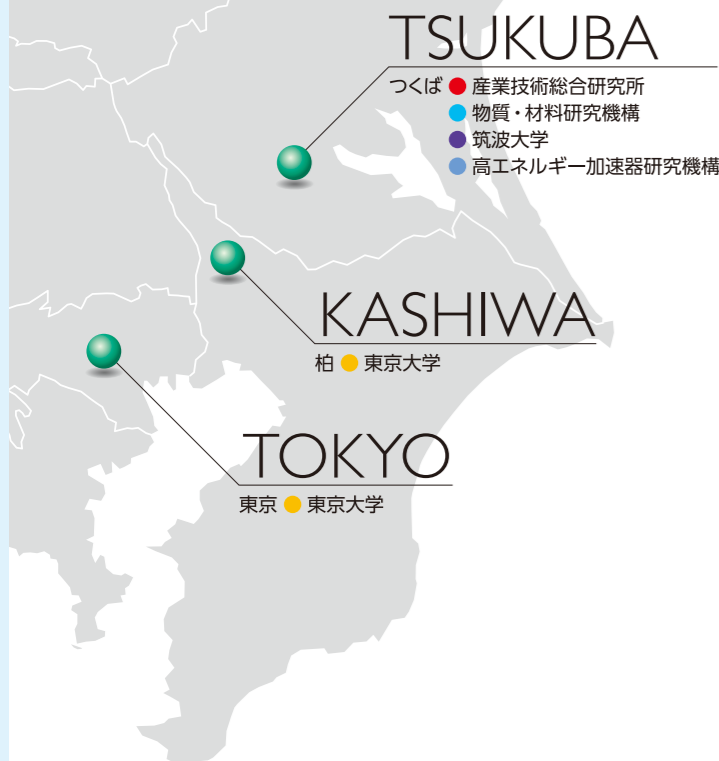 TSUKUBA
つくば ● 産業技術総合研究所
● 物質・材料研究機構
● 筑波大学
● 高エネルギー加速器研究機構
KASHIWA
柏 ● 東京大学
TOKYO
東京 ● 東京大学